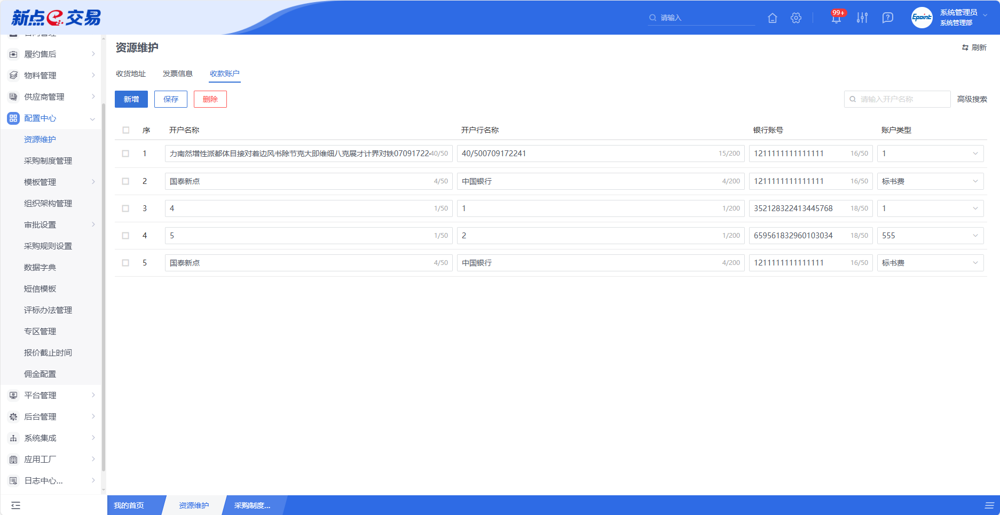 新点e交易
请输入
99+
Epoint
系统管理员
系统管理部
合同管理
履约售后
物料管理
供应商管理
配置中心
资源维护
采购制度管理
模板管理
组织架构管理
审批设置
采购规则设置
数据字典
短信模板
评标办法管理
专区管理
报价截止时间
佣金配置
平台管理
后台管理
系统集成
应用工厂
日志中心...
资源维护
刷新
收货地址 发票信息 收款账户
新增 保存 删除
请输入开户名称 高级搜索
序 开户名称 开户行名称 银行账号 账户类型
1 力南然增性派都体目接对着边风书除节克大即维细八克展才计界对铁070917224 40/50 40/500709172241 15/200 1211111111111111 16/50 1
2 国泰新点 4/50 中国银行 4/200 1211111111111111 16/50 标书费
3 4 1/50 1 1/200 352128322413445768 18/50 1
4 5 1/50 2 1/200 659561832960103034 18/50 555
5 国泰新点 4/50 中国银行 4/200 1211111111111111 16/50 标书费
我的首页 资源维护 采购制度...